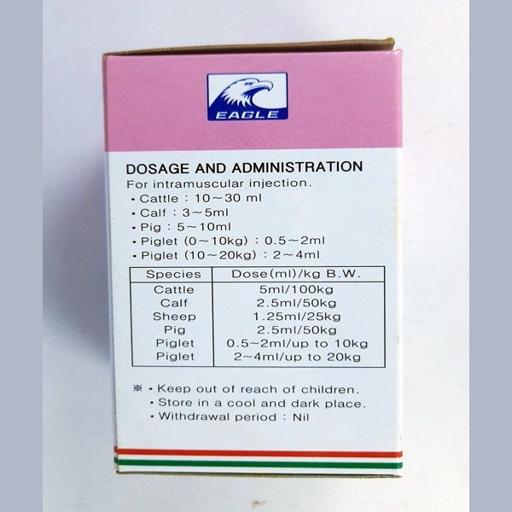 EAGLE
DOSAGE AND ADMINISTRATION
For intramuscular injection.
• Cattle : 10~30 ml
• Calf : 3~5ml
• Pig : 5~10ml
• Piglet (0~10kg) : 0.5~2ml
• Piglet (10~20kg) : 2~4ml
Species Dose(ml)/kg B.W.
Cattle 5ml/100kg
Calf 2.5ml/50kg
Sheep 1.25ml/25kg
Pig 2.5ml/50kg
Piglet 0.5~2ml/up to 10kg
Piglet 2~4ml/up to 20kg
※ • Keep out of reach of children.
• Store in a cool and dark place.
• Withdrawal period : Nil